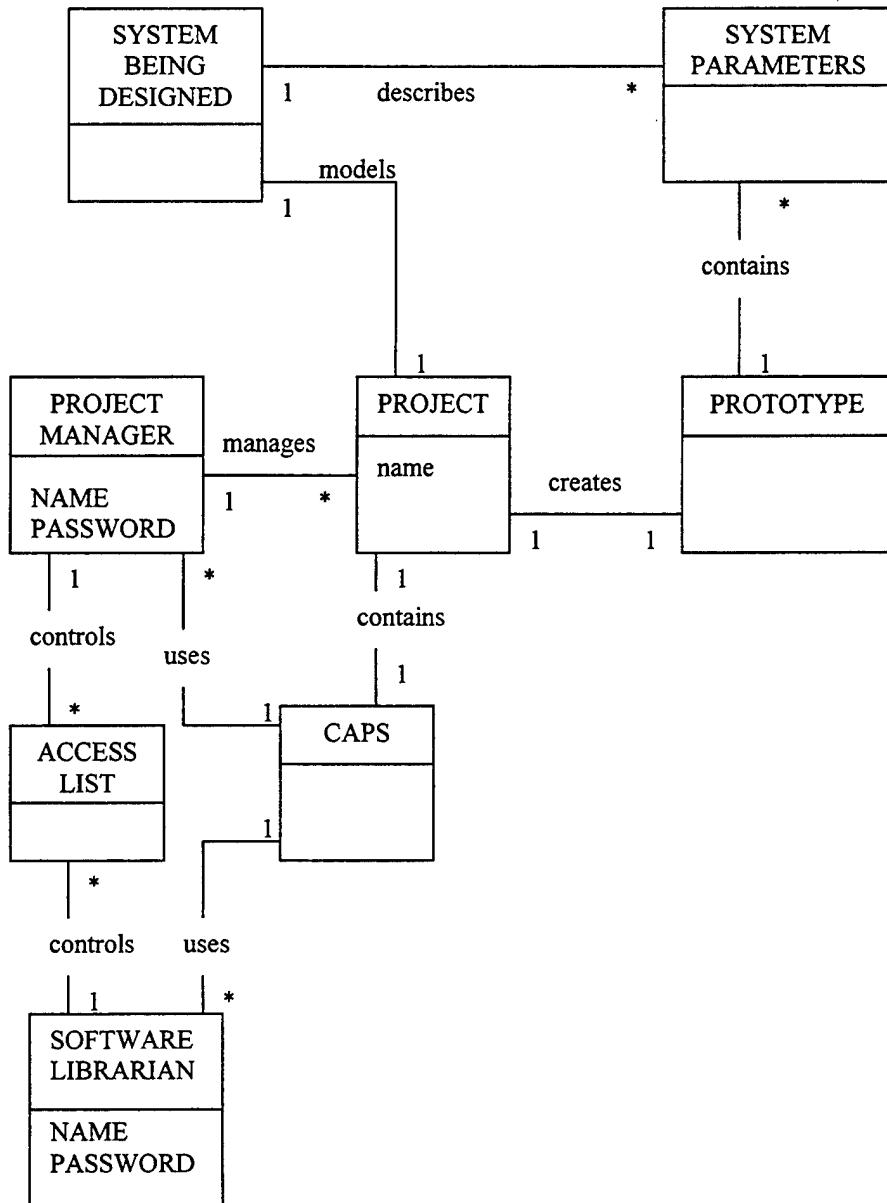 SYSTEM
BEING
DESIGNED
SYSTEM
PARAMETERS
1 describes *
models
1
*
contains
1
1
PROJECT
MANAGER
NAME
PASSWORD
manages
1 *
PROJECT
name
creates
1 1
PROTOTYPE
1
controls
*
*
uses
1
1
contains
1
ACCESS
LIST
CAPS
1
*
controls
1
uses
*
SOFTWARE
LIBRARIAN
NAME
PASSWORD